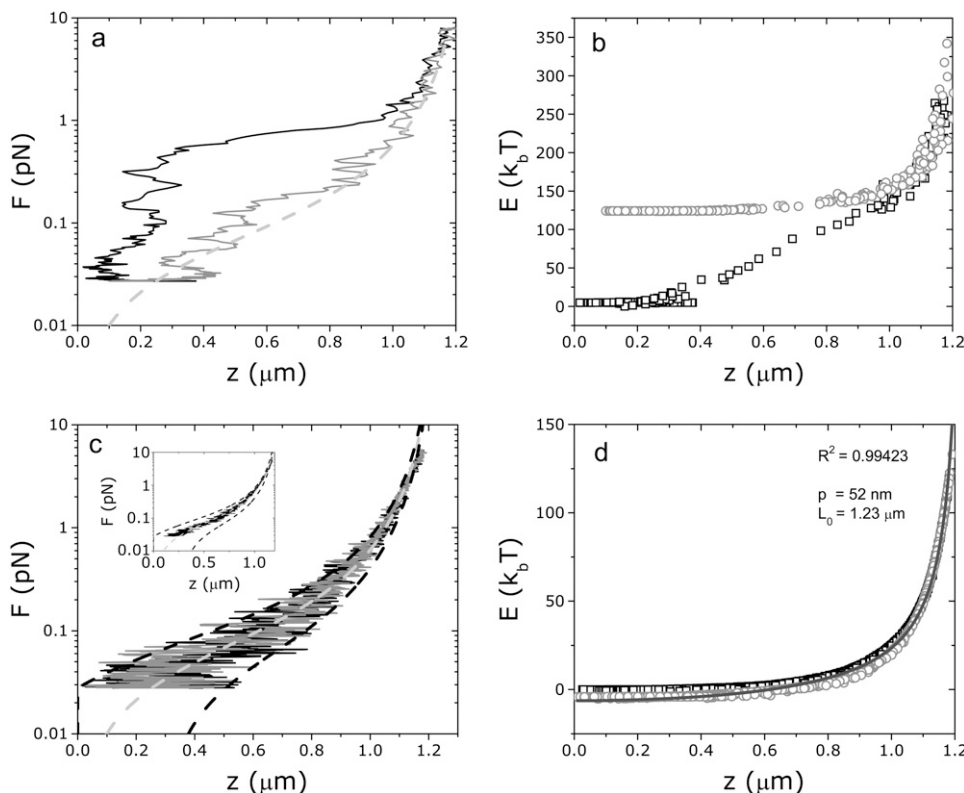 a
F (pN)
10
1
0.1
0.01
0.0 0.2 0.4 0.6 0.8 1.0 1.2
z (μm)
b
E (k_bT)
350
300
250
200
150
100
50
0
0.0 0.2 0.4 0.6 0.8 1.0 1.2
z (μm)
c
F (pN)
10
1
0.1
0.01
0.0 0.2 0.4 0.6 0.8 1.0 1.2
z (μm)
F (pN)
10
1
0.1
0.01
0.0 0.5 1.0
z (μm)
d
E (k_bT)
150
100
50
0
0.0 0.2 0.4 0.6 0.8 1.0 1.2
z (μm)
R² = 0.99423
p = 52 nm
L₀ = 1.23 μm